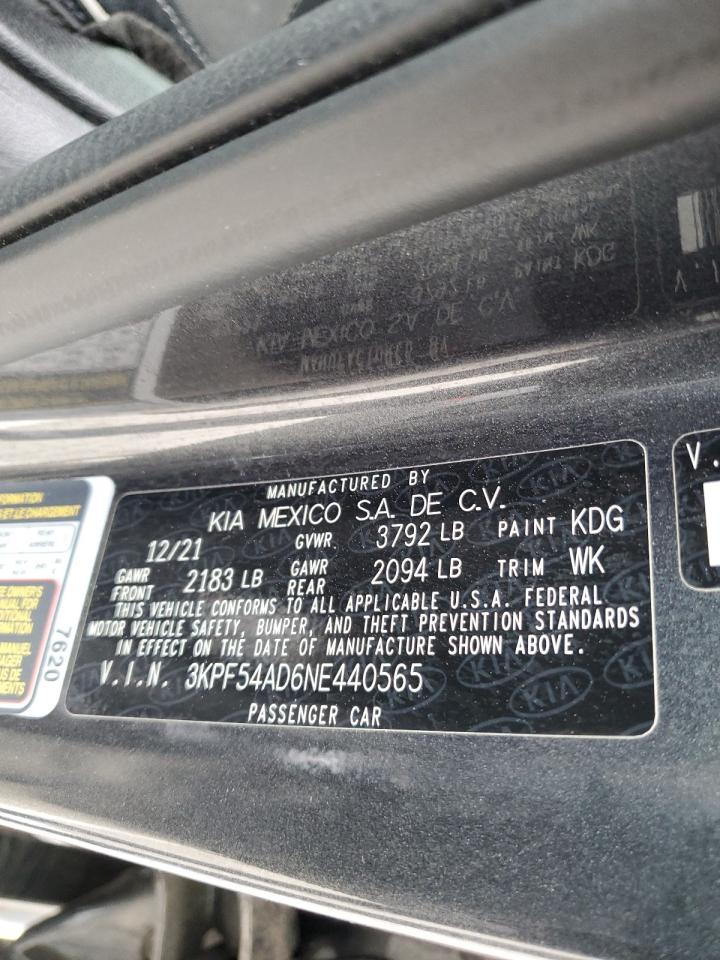 MANUFACTURED BY
KIA MEXICO S.A. DE C.V.
12/21 GVWR 3792 LB PAINT KDG
GAWR FRONT 2183 LB GAWR REAR 2094 LB TRIM WK
THIS VEHICLE CONFORMS TO ALL APPLICABLE U.S.A. FEDERAL
MOTOR VEHICLE SAFETY, BUMPER, AND THEFT PREVENTION STANDARDS
IN EFFECT ON THE DATE OF MANUFACTURE SHOWN ABOVE.
V.I.N. 3KPF54AD6NE440565
PASSENGER CAR
7620
V.